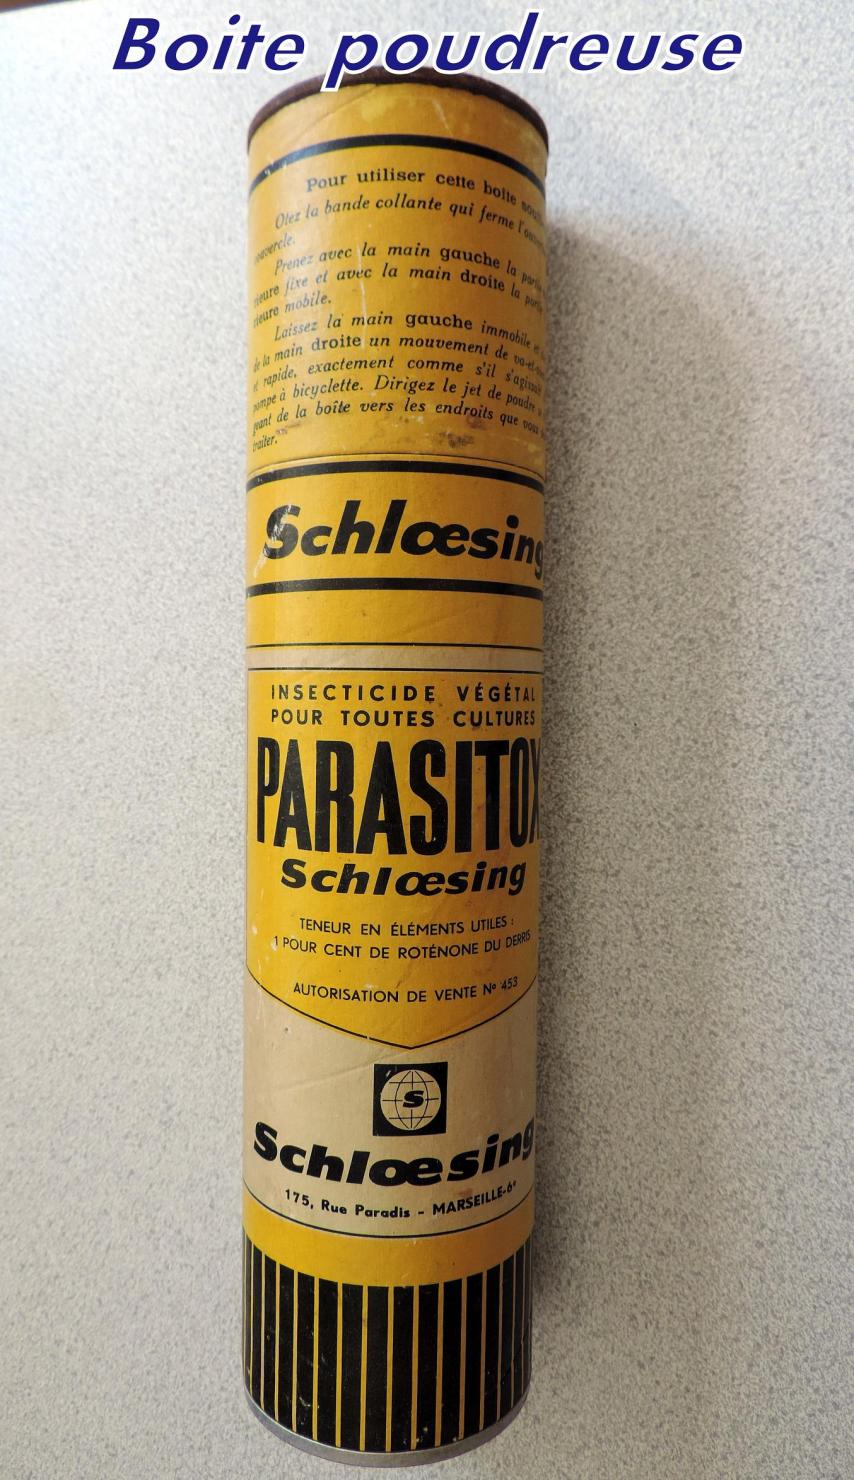 Boite poudreuse
Pour utiliser cette boîte
Otez la bande collante qui ferme
couvercle.
Prenez avec la main gauche la
rieure fixe et avec la main droite la
rieure mobile.
Laissez la main gauche immobile
de la main droite un mouvement de
et rapide, exactement comme s'il
pompe à bicyclette. Dirigez le jet de poudre
geant de la boîte vers les endroits que vous
traiter.
Schlœsing
INSECTICIDE VÉGÉTAL
POUR TOUTES CULTURES
PARASITOX
Schlœsing
TENEUR EN ÉLÉMENTS UTILES :
1 POUR CENT DE ROTÉNONE DU DERRIS
AUTORISATION DE VENTE Nº 453
S
Schlœsing
175, Rue Paradis - MARSEILLE-6e